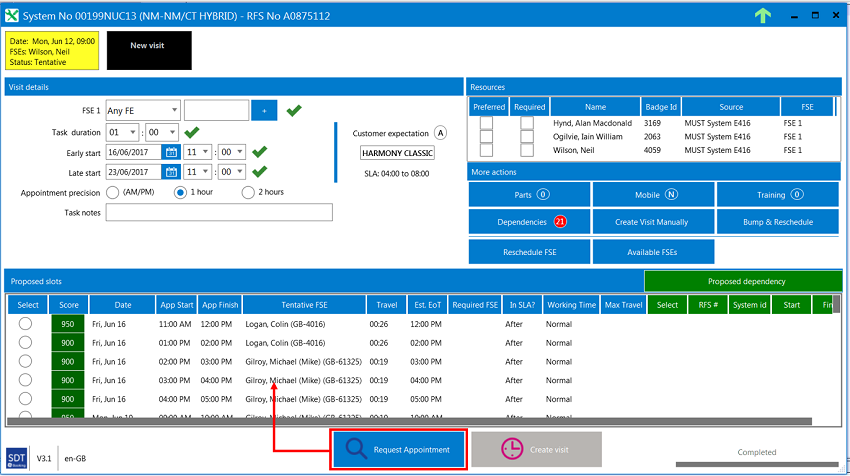 System No 00199NUC13 (NM-NM/CT HYBRID) - RFS No A0875112
Date: Mon, Jun 12, 09:00
FSEs: Wilson, Neil
Status: Tentative
New visit
Visit details
FSE 1 Any FE +
Task duration 01 : 00
Early start 16/06/2017 11 : 00
Late start 23/06/2017 11 : 00
Appointment precision (AM/PM) 1 hour 2 hours
Task notes
Customer expectation A
HARMONY CLASSIC
SLA: 04:00 to 08:00
Resources
Preferred Required Name Badge Id Source FSE
Hynd, Alan Macdonald 3169 MUST System E416 FSE 1
Ogilvie, Iain William 2063 MUST System E416 FSE 1
Wilson, Neil 4059 MUST System E416 FSE 1
More actions
Parts 0 Mobile N Training 0
Dependencies 21 Create Visit Manually Bump & Reschedule
Reschedule FSE Available FSEs
Proposed slots Proposed dependency
Select Score Date App Start App Finish Tentative FSE Travel Est. EoT Required FSE In SLA? Working Time Max Travel Select RFS # System id Start Fin
950 Fri, Jun 16 11:00 AM 12:00 PM Logan, Colin (GB-4016) 00:26 12:00 PM After Normal
900 Fri, Jun 16 01:00 PM 02:00 PM Logan, Colin (GB-4016) 00:26 02:00 PM After Normal
900 Fri, Jun 16 02:00 PM 03:00 PM Gilroy, Michael (Mike) (GB-61325) 00:19 03:00 PM After Normal
900 Fri, Jun 16 03:00 PM 04:00 PM Gilroy, Michael (Mike) (GB-61325) 00:19 04:00 PM After Normal
900 Fri, Jun 16 04:00 PM 05:00 PM Gilroy, Michael (Mike) (GB-61325) 00:19 05:00 PM After Normal
900 Mon, Jun 19 09:00 AM 10:00 AM Gilroy, Michael (Mike) (GB-61325) 00:19 10:00 AM After Normal
SDT Booking V3.1 en-GB Request Appointment Create visit Completed